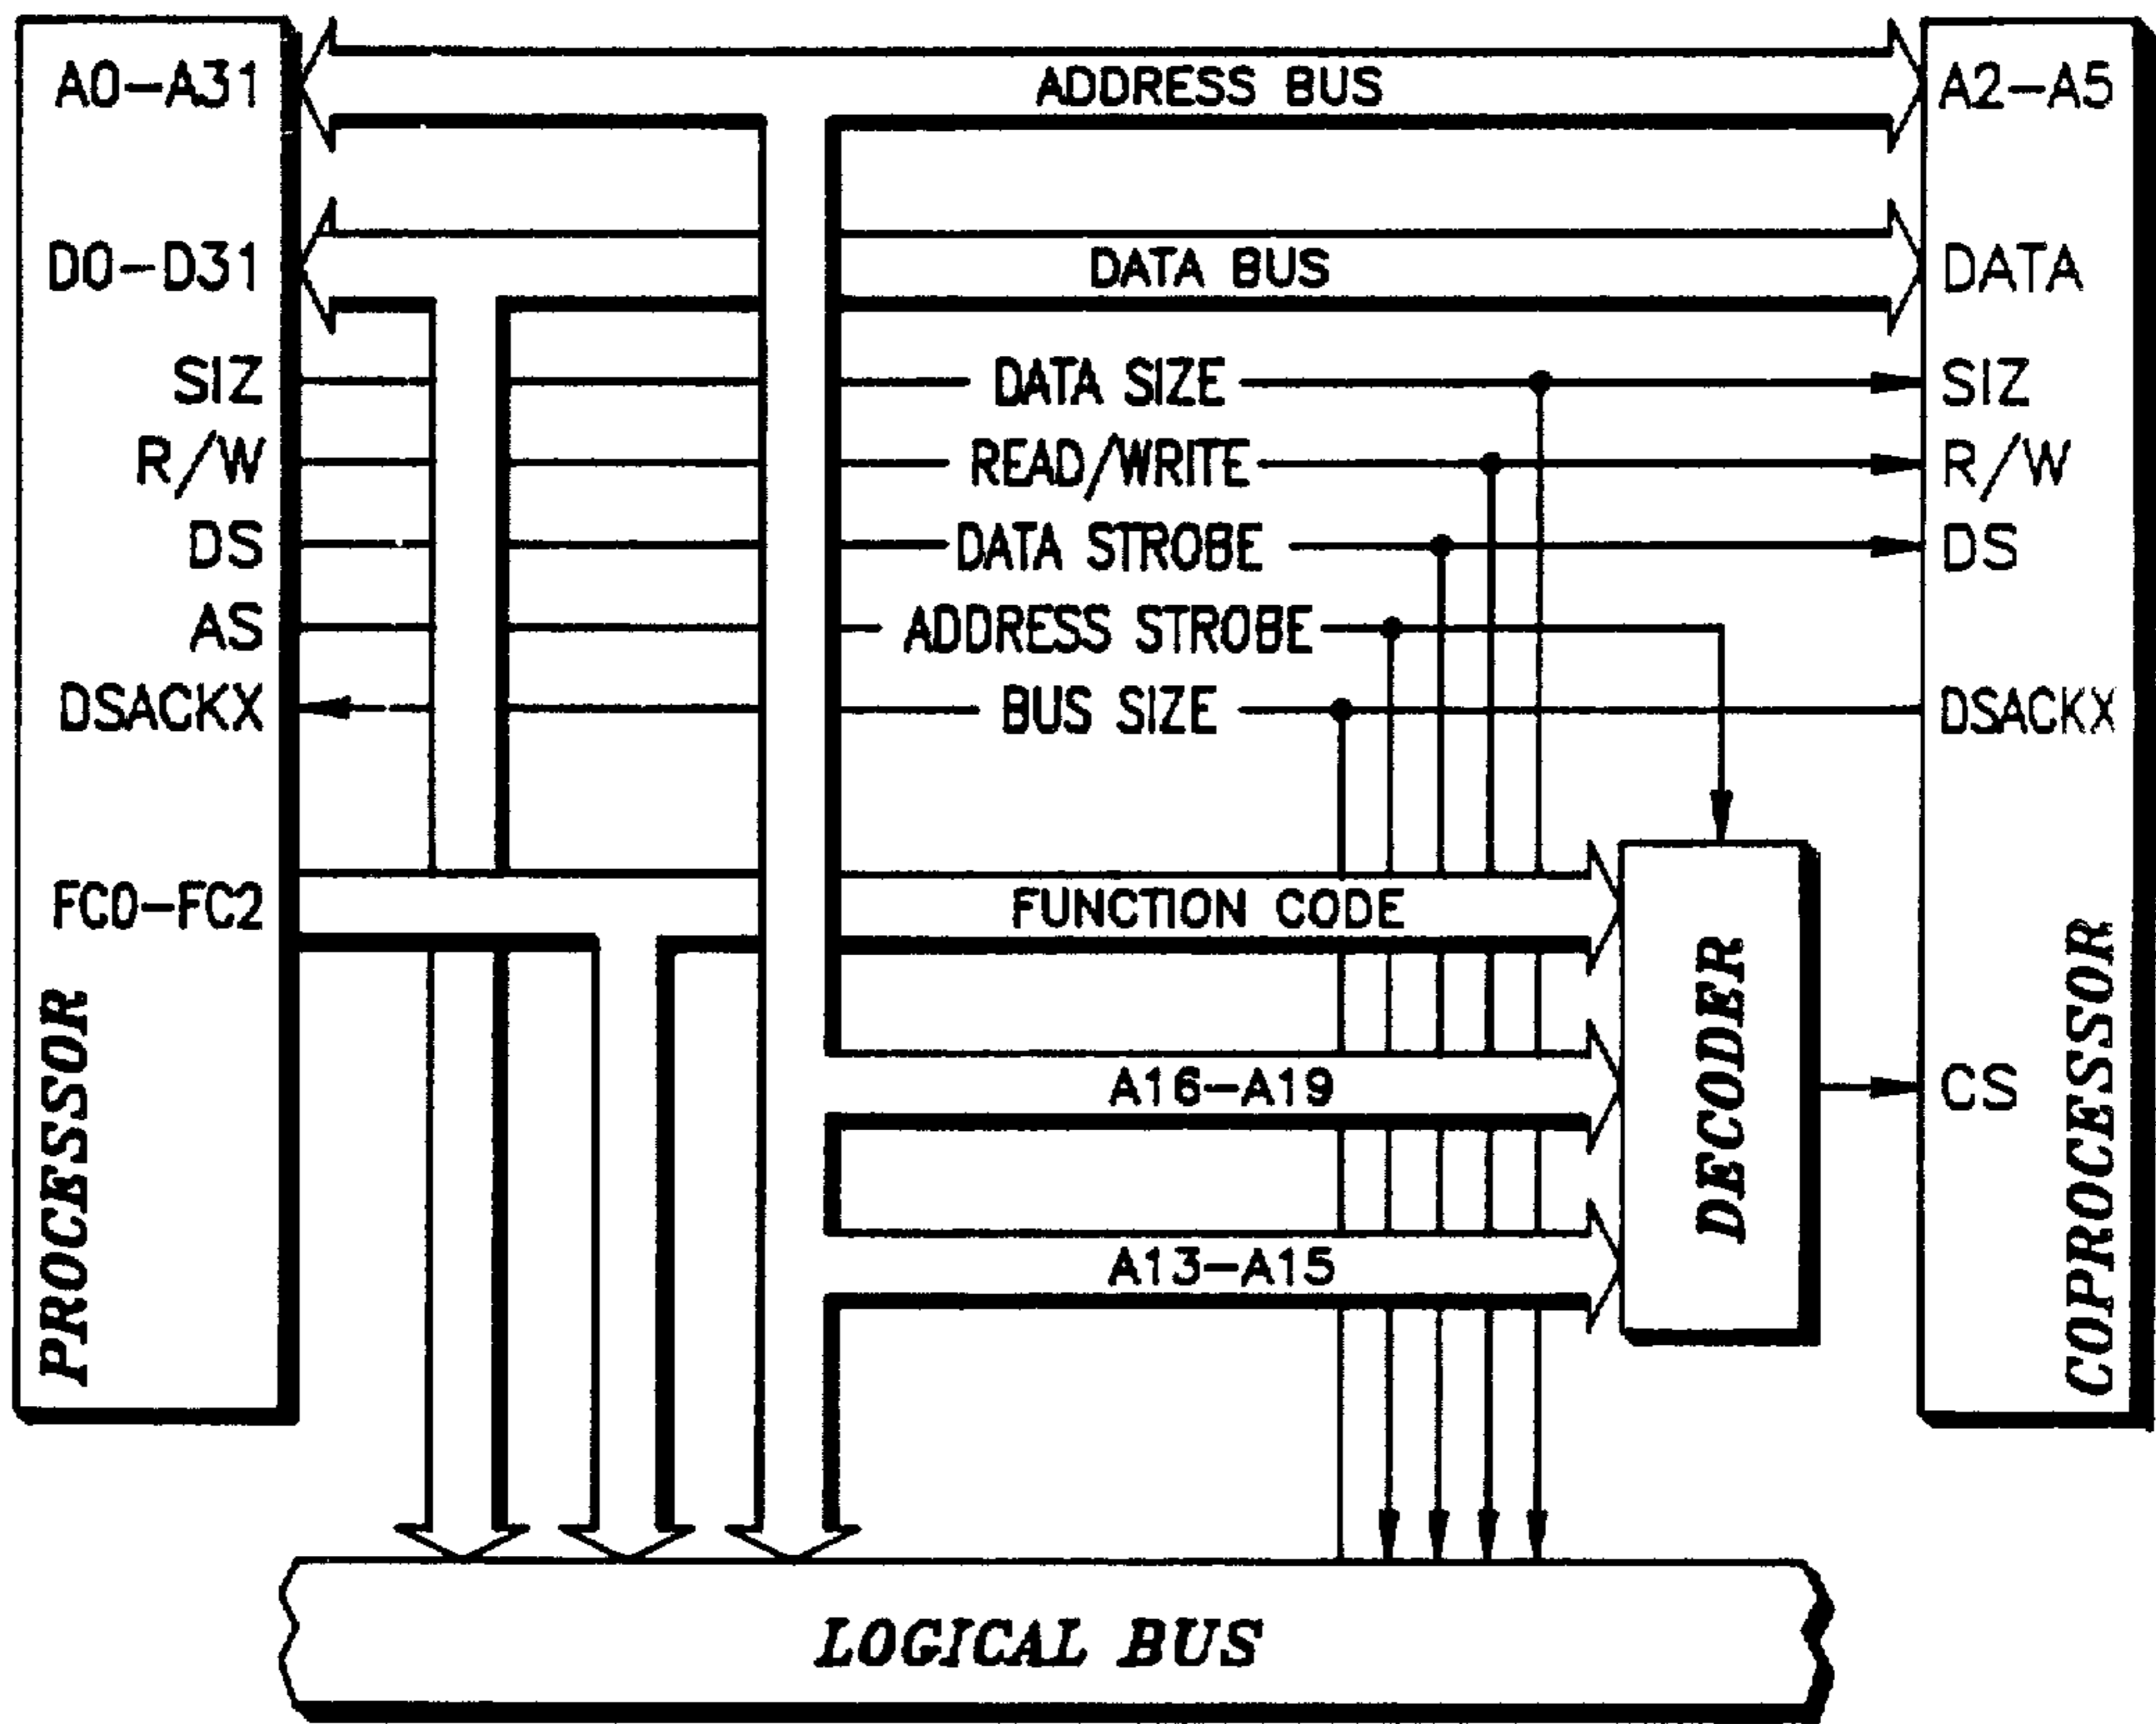 A0-A31
ADDRESS BUS
A2-A5
D0-D31
DATA BUS
DATA
SIZ
DATA SIZE
SIZ
R/W
READ/WRITE
R/W
DS
DATA STROBE
DS
AS
ADDRESS STROBE
DSACKX
BUS SIZE
DSACKX
FC0-FC2
FUNCTION CODE
A16-A19
CS
A13-A15
PROCESSOR
DECODER
COPROCESSOR
LOGICAL BUS